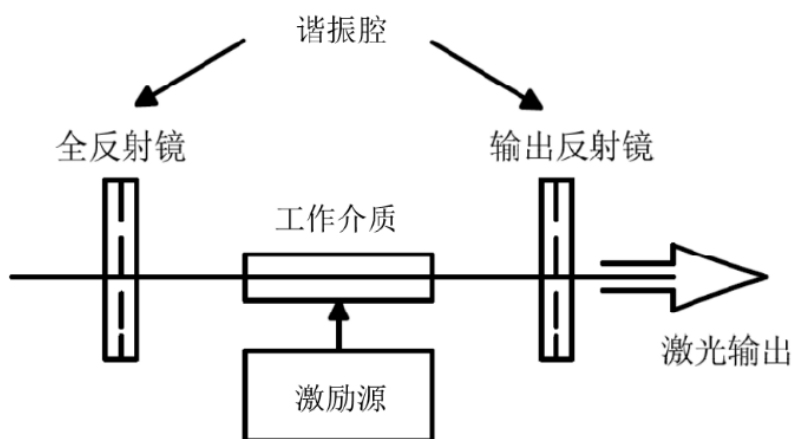 谐振腔
全反射镜
输出反射镜
工作介质
激光输出
激励源